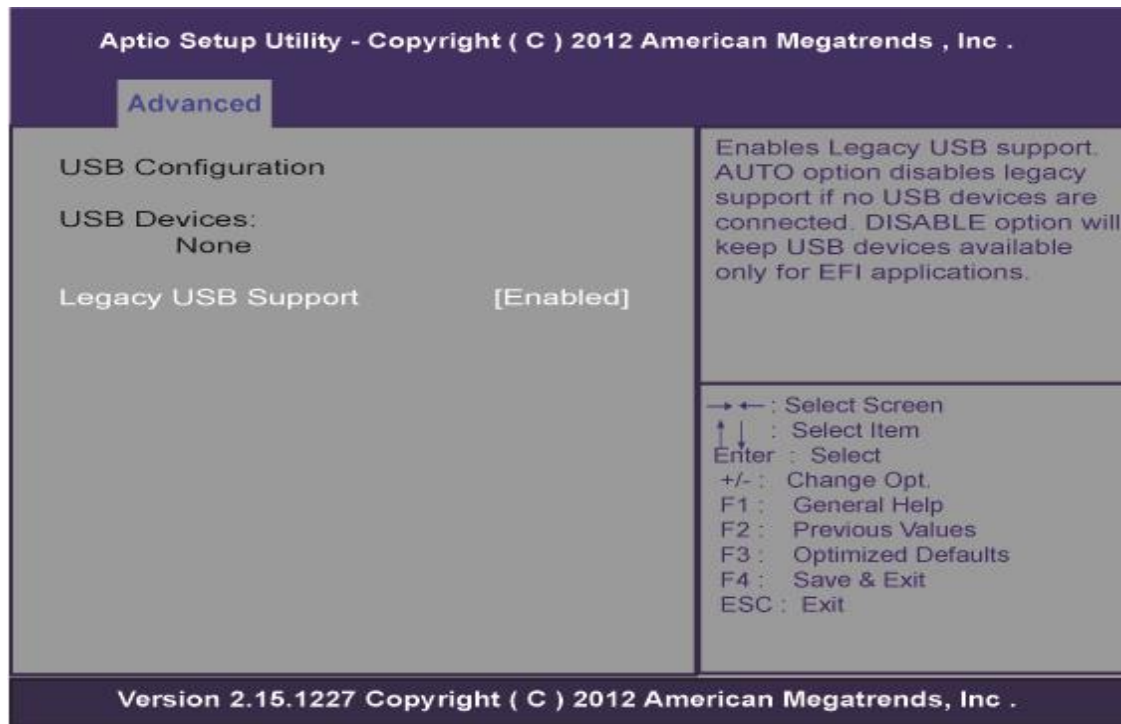 Aptio Setup Utility - Copyright ( C ) 2012 American Megatrends , Inc .
Advanced
USB Configuration
USB Devices:
None
Legacy USB Support [Enabled]
Enables Legacy USB support.
AUTO option disables legacy
support if no USB devices are
connected. DISABLE option will
keep USB devices available
only for EFI applications.
→ ← : Select Screen
↑ ↓ : Select Item
Enter : Select
+/- : Change Opt.
F1 : General Help
F2 : Previous Values
F3 : Optimized Defaults
F4 : Save & Exit
ESC : Exit
Version 2.15.1227 Copyright ( C ) 2012 American Megatrends, Inc .